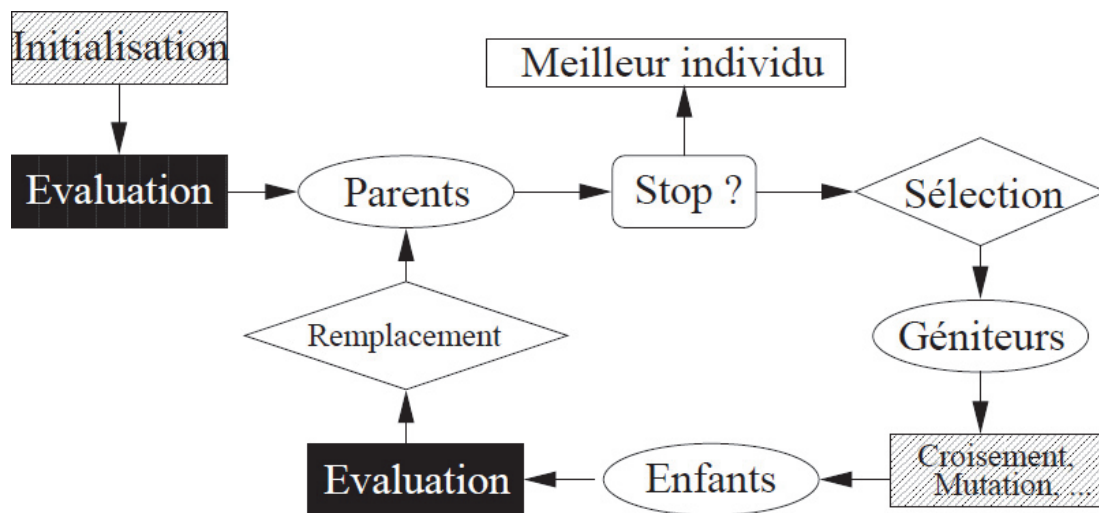 Initialisation
Meilleur individu
Evaluation
Parents
Stop ?
Sélection
Remplacement
Géniteurs
Evaluation
Enfants
Croisement,
Mutation, ...